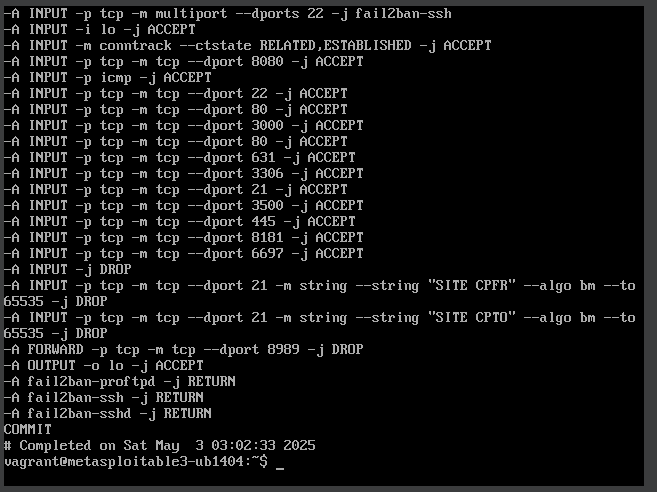 -A INPUT -p tcp -m multiport --dports 22 -j fail2ban-ssh
-A INPUT -i lo -j ACCEPT
-A INPUT -m conntrack --ctstate RELATED,ESTABLISHED -j ACCEPT
-A INPUT -p tcp -m tcp --dport 8080 -j ACCEPT
-A INPUT -p icmp -j ACCEPT
-A INPUT -p tcp -m tcp --dport 22 -j ACCEPT
-A INPUT -p tcp -m tcp --dport 80 -j ACCEPT
-A INPUT -p tcp -m tcp --dport 3000 -j ACCEPT
-A INPUT -p tcp -m tcp --dport 80 -j ACCEPT
-A INPUT -p tcp -m tcp --dport 631 -j ACCEPT
-A INPUT -p tcp -m tcp --dport 3306 -j ACCEPT
-A INPUT -p tcp -m tcp --dport 21 -j ACCEPT
-A INPUT -p tcp -m tcp --dport 3500 -j ACCEPT
-A INPUT -p tcp -m tcp --dport 445 -j ACCEPT
-A INPUT -p tcp -m tcp --dport 8181 -j ACCEPT
-A INPUT -p tcp -m tcp --dport 6697 -j ACCEPT
-A INPUT -j DROP
-A INPUT -p tcp -m tcp --dport 21 -m string --string "SITE CPFR" --algo bm --to
65535 -j DROP
-A INPUT -p tcp -m tcp --dport 21 -m string --string "SITE CPTO" --algo bm --to
65535 -j DROP
-A FORWARD -p tcp -m tcp --dport 8989 -j DROP
-A OUTPUT -o lo -j ACCEPT
-A fail2ban-proftpd -j RETURN
-A fail2ban-ssh -j RETURN
-A fail2ban-sshd -j RETURN
COMMIT
# Completed on Sat May  3 03:02:33 2025
vagrant@metasploitable3-ub1404:~$ _